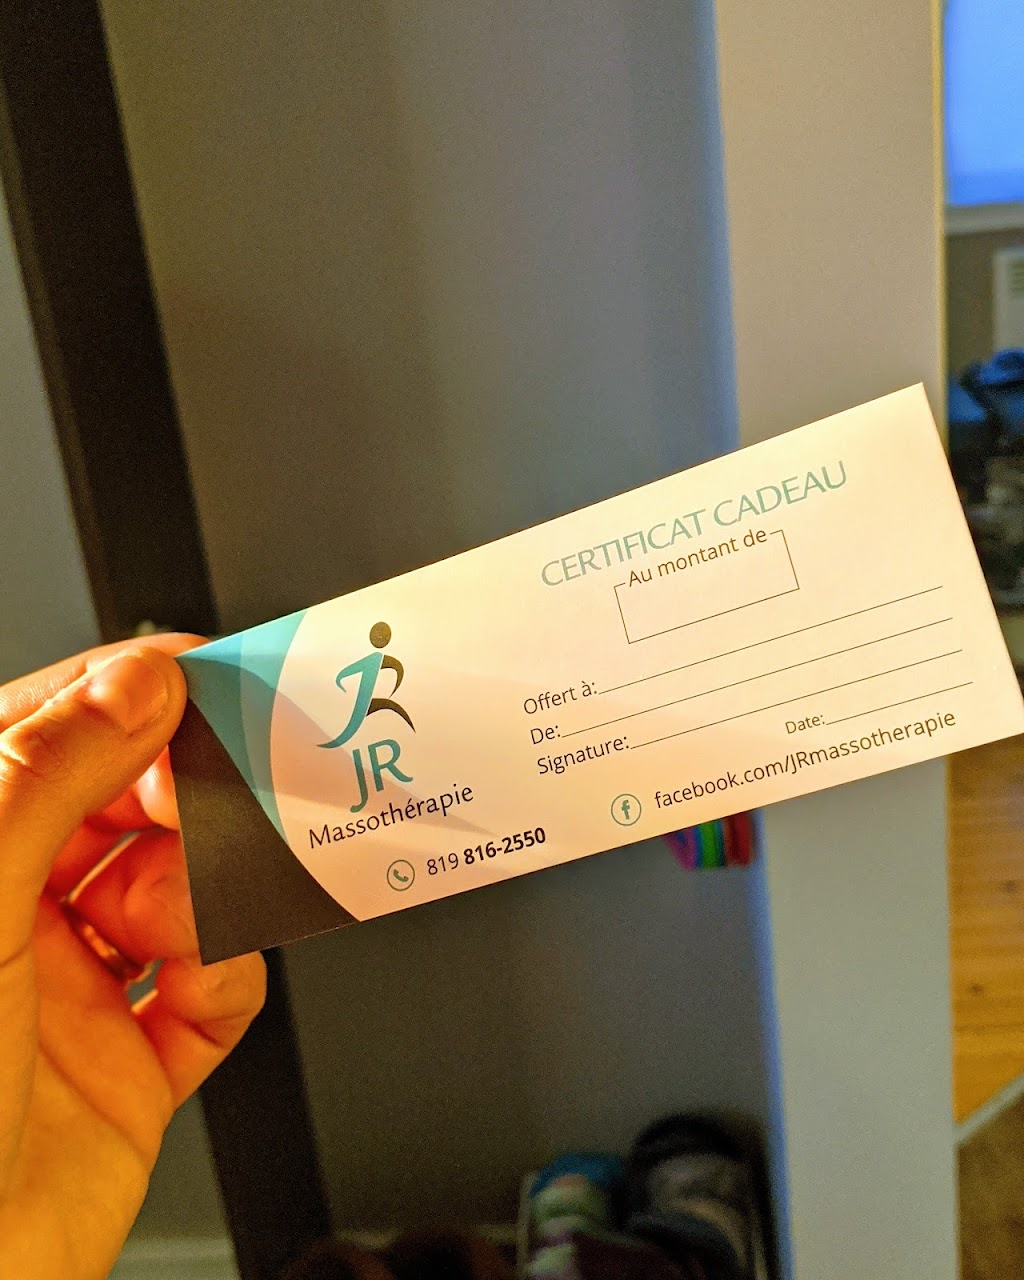 JR
Massothérapie
819 816-2550
CERTIFICAT CADEAU
Au montant de
Offert à:
De:
Signature:
Date:
facebook.com/JRmassotherapie